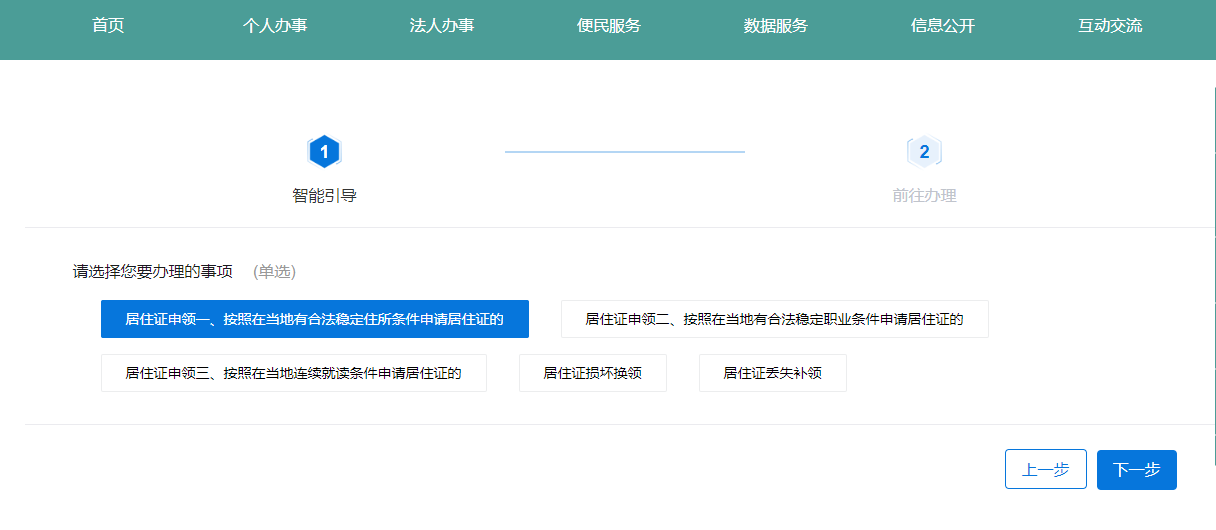 首页 个人办事 法人办事 便民服务 数据服务 信息公开 互动交流
1 2
智能引导 前往办理
请选择您要办理的事项 (单选)
居住证申领一、按照在当地有合法稳定住所条件申请居住证的 居住证申领二、按照在当地有合法稳定职业条件申请居住证的
居住证申领三、按照在当地连续就读条件申请居住证的 居住证损坏换领 居住证丢失补领
上一步 下一步